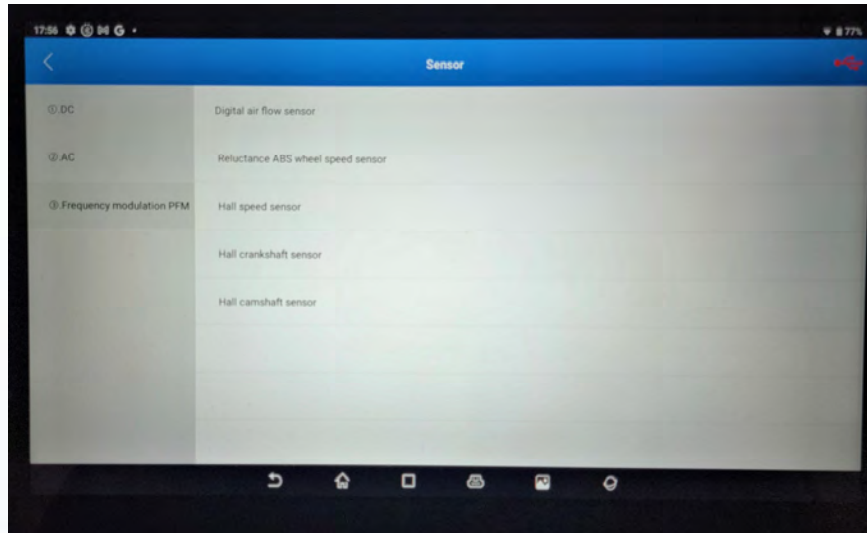 17:56 G
77%
Sensor
①.DC
Digital air flow sensor
②.AC
Reluctance ABS wheel speed sensor
③.Frequency modulation PFM
Hall speed sensor
Hall crankshaft sensor
Hall camshaft sensor